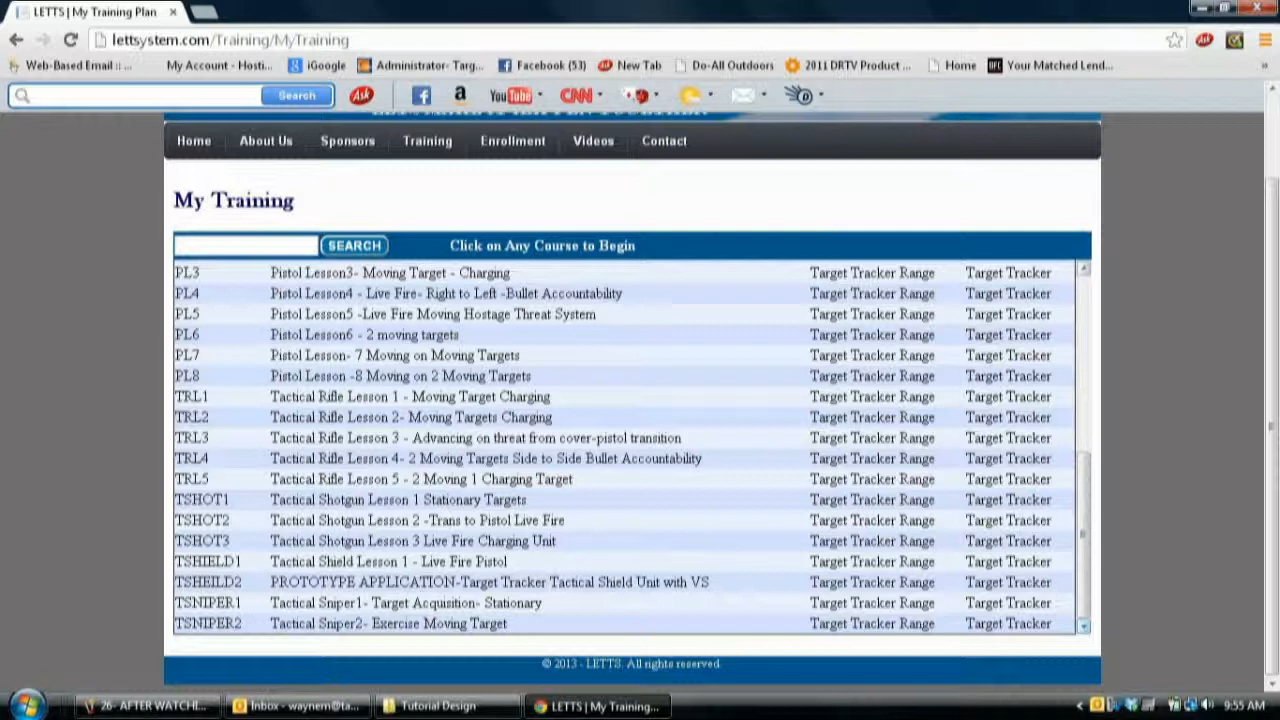 LETTS | My Training Plan
lettsystem.com/Training/MyTraining
Web-Based Email :: ... My Account - Hosti... iGoogle Administrator- Targ... Facebook (53) Ask New Tab Do-All Outdoors 2011 DRTV Product ... Home UFC Your Matched Lend... »
Search Ask f a YouTube CNN
Home About Us Sponsors Training Enrollment Videos Contact
My Training
SEARCH Click on Any Course to Begin
PL3 Pistol Lesson3- Moving Target - Charging Target Tracker Range Target Tracker
PL4 Pistol Lesson4 - Live Fire- Right to Left -Bullet Accountability Target Tracker Range Target Tracker
PL5 Pistol Lesson5 -Live Fire Moving Hostage Threat System Target Tracker Range Target Tracker
PL6 Pistol Lesson6 - 2 moving targets Target Tracker Range Target Tracker
PL7 Pistol Lesson- 7 Moving on Moving Targets Target Tracker Range Target Tracker
PL8 Pistol Lesson -8 Moving on 2 Moving Targets Target Tracker Range Target Tracker
TRL1 Tactical Rifle Lesson 1 - Moving Target Charging Target Tracker Range Target Tracker
TRL2 Tactical Rifle Lesson 2- Moving Targets Charging Target Tracker Range Target Tracker
TRL3 Tactical Rifle Lesson 3 - Advancing on threat from cover-pistol transition Target Tracker Range Target Tracker
TRL4 Tactical Rifle Lesson 4- 2 Moving Targets Side to Side Bullet Accountability Target Tracker Range Target Tracker
TRL5 Tactical Rifle Lesson 5 - 2 Moving 1 Charging Target Target Tracker Range Target Tracker
TSHOT1 Tactical Shotgun Lesson 1 Stationary Targets Target Tracker Range Target Tracker
TSHOT2 Tactical Shotgun Lesson 2 -Trans to Pistol Live Fire Target Tracker Range Target Tracker
TSHOT3 Tactical Shotgun Lesson 3 Live Fire Charging Unit Target Tracker Range Target Tracker
TSHIELD1 Tactical Shield Lesson 1 - Live Fire Pistol Target Tracker Range Target Tracker
TSHEILD2 PROTOTYPE APPLICATION-Target Tracker Tactical Shield Unit with VS Target Tracker Range Target Tracker
TSNIPER1 Tactical Sniper1- Target Acquisition- Stationary Target Tracker Range Target Tracker
TSNIPER2 Tactical Sniper2- Exercise Moving Target Target Tracker Range Target Tracker
© 2013 - LETTS. All rights reserved.
26- AFTER WATCHI... Inbox - waynem@ta... Tutorial Design LETTS | My Training... 9:55 AM